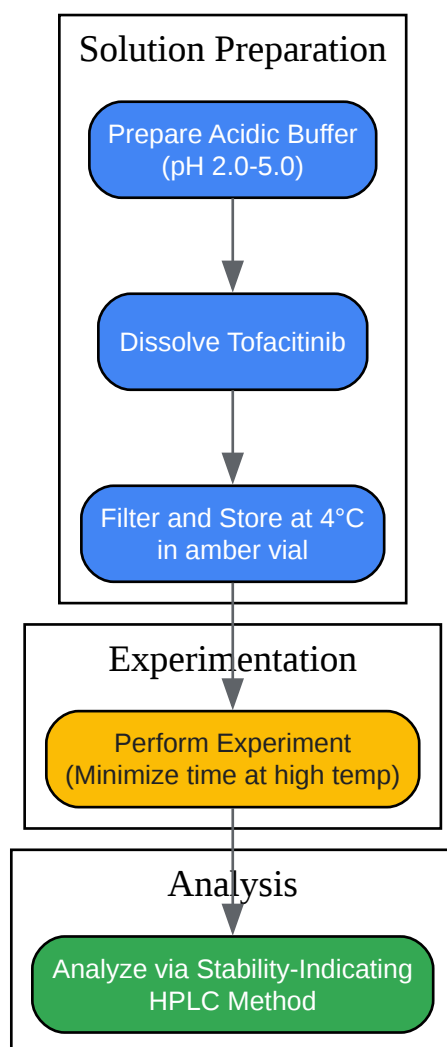 Solution Preparation
Prepare Acidic Buffer
(pH 2.0-5.0)
Dissolve Tofacitinib
Filter and Store at 4°C
in amber vial
Experimentation
Perform Experiment
(Minimize time at high temp)
Analysis
Analyze via Stability-Indicating
HPLC Method